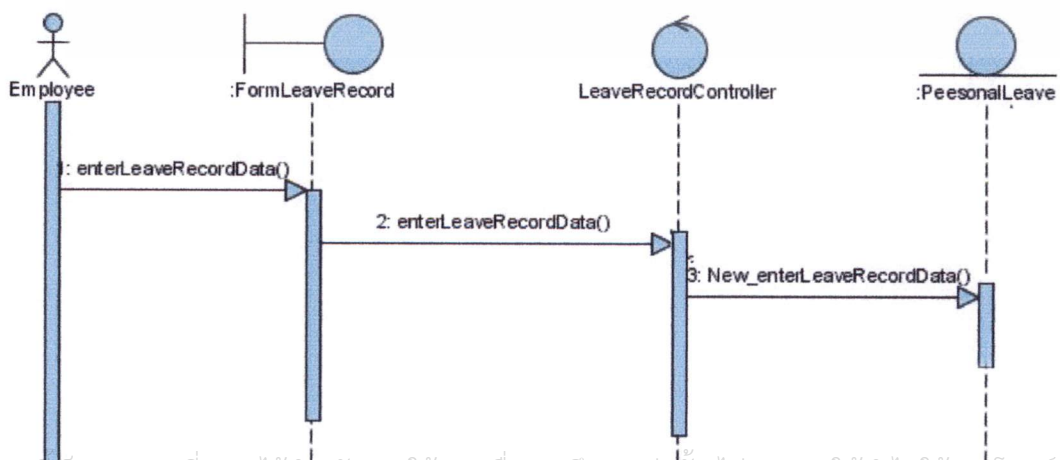 Employee
:FormLeaveRecord
LeaveRecordController
:PeesonalLeave
1: enterLeaveRecordData()
2: enterLeaveRecordData()
3: New_enterLeaveRecordData()